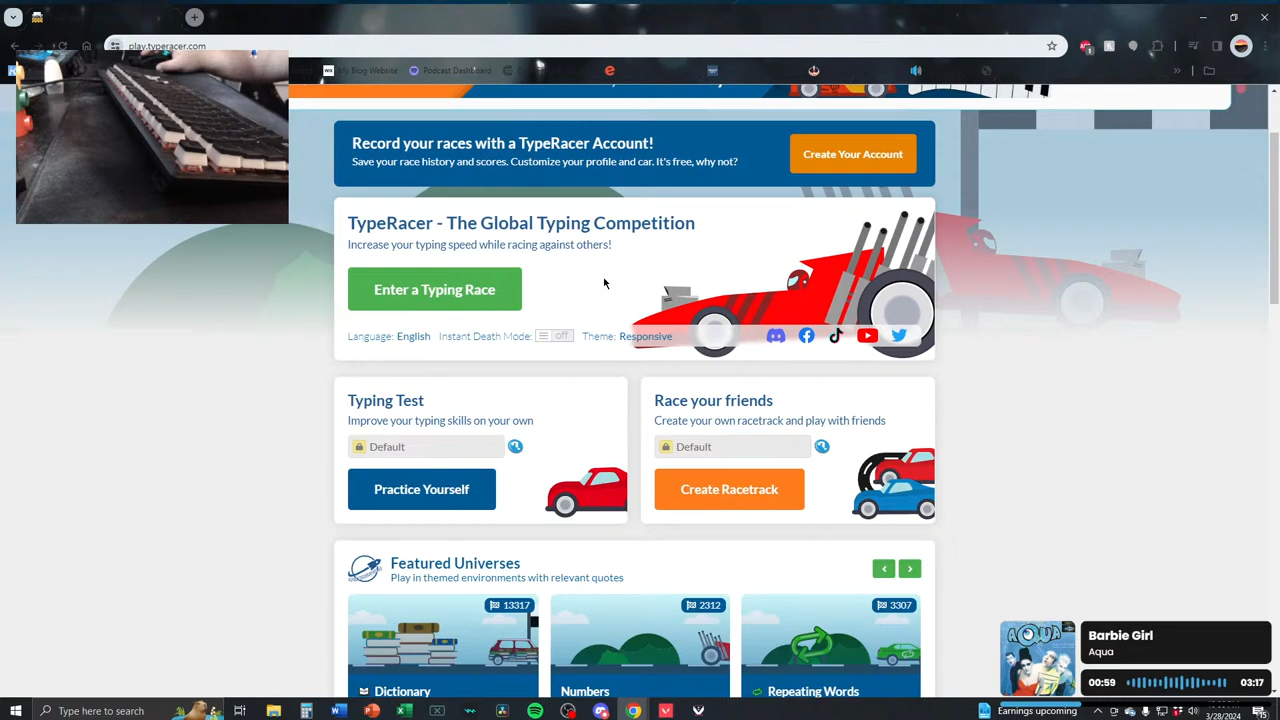 play.typeracer.com
My Blog Website
Podcast Dashboard
Record your races with a TypeRacer Account!
Save your race history and scores. Customize your profile and car. It's free, why not?
Create Your Account
TypeRacer - The Global Typing Competition
Increase your typing speed while racing against others!
Enter a Typing Race
Language: English Instant Death Mode: off Theme: Responsive
Typing Test
Improve your typing skills on your own
Default
Practice Yourself
Race your friends
Create your own racetrack and play with friends
Default
Create Racetrack
Featured Universes
Play in themed environments with relevant quotes
13317
2312
3307
Dictionary
Numbers
Repeating Words
Barbie Girl
Aqua
00:59
03:17
Type here to search
Earnings upcoming
3/28/2024